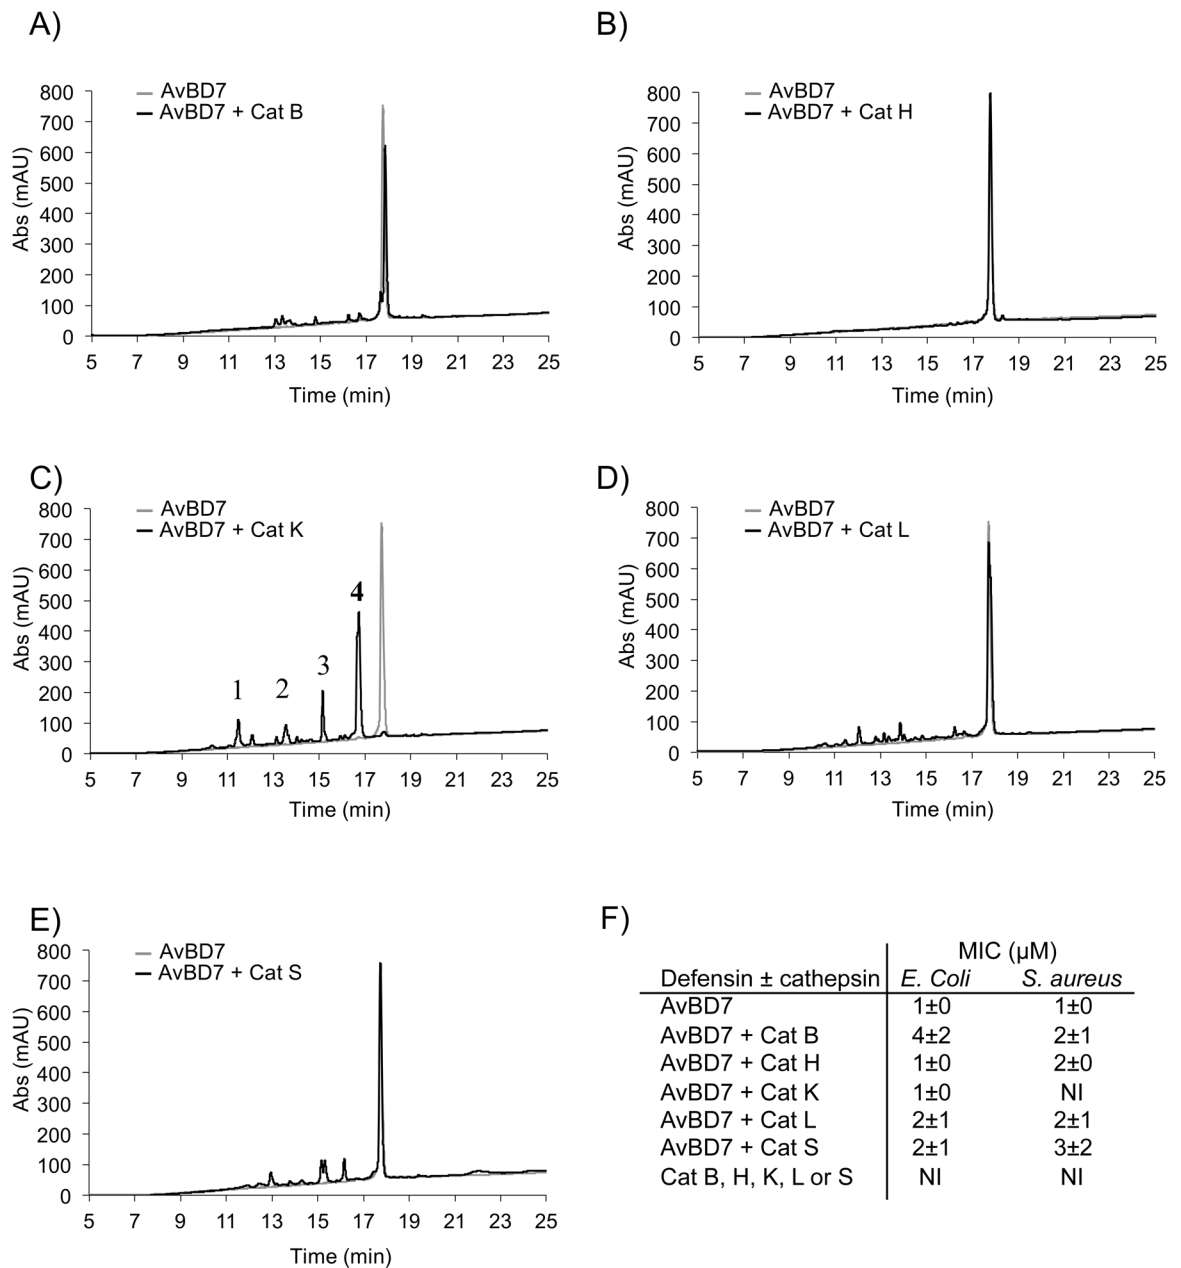 A)
AvBD7
AvBD7 + Cat B
Abs (mAU)
800
700
600
500
400
300
200
100
0
5 7 9 11 13 15 17 19 21 23 25
Time (min)
B)
AvBD7
AvBD7 + Cat H
Abs (mAU)
800
700
600
500
400
300
200
100
0
5 7 9 11 13 15 17 19 21 23 25
Time (min)
C)
AvBD7
AvBD7 + Cat K
Abs (mAU)
800
700
600
500
400
300
200
100
0
1 2 3 4
5 7 9 11 13 15 17 19 21 23 25
Time (min)
D)
AvBD7
AvBD7 + Cat L
Abs (mAU)
800
700
600
500
400
300
200
100
0
5 7 9 11 13 15 17 19 21 23 25
Time (min)
E)
AvBD7
AvBD7 + Cat S
Abs (mAU)
800
700
600
500
400
300
200
100
0
5 7 9 11 13 15 17 19 21 23 25
Time (min)
F)
MIC (µM)
Defensin ± cathepsin E. Coli S. aureus
AvBD7 1±0 1±0
AvBD7 + Cat B 4±2 2±1
AvBD7 + Cat H 1±0 2±0
AvBD7 + Cat K 1±0 NI
AvBD7 + Cat L 2±1 2±1
AvBD7 + Cat S 2±1 3±2
Cat B, H, K, L or S NI NI